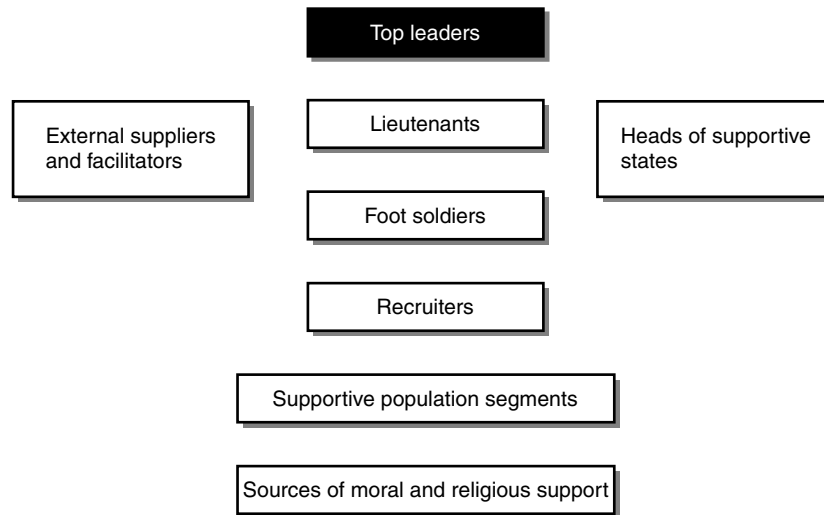 Top leaders
External suppliers
and facilitators
Lieutenants
Heads of supportive
states
Foot soldiers
Recruiters
Supportive population segments
Sources of moral and religious support